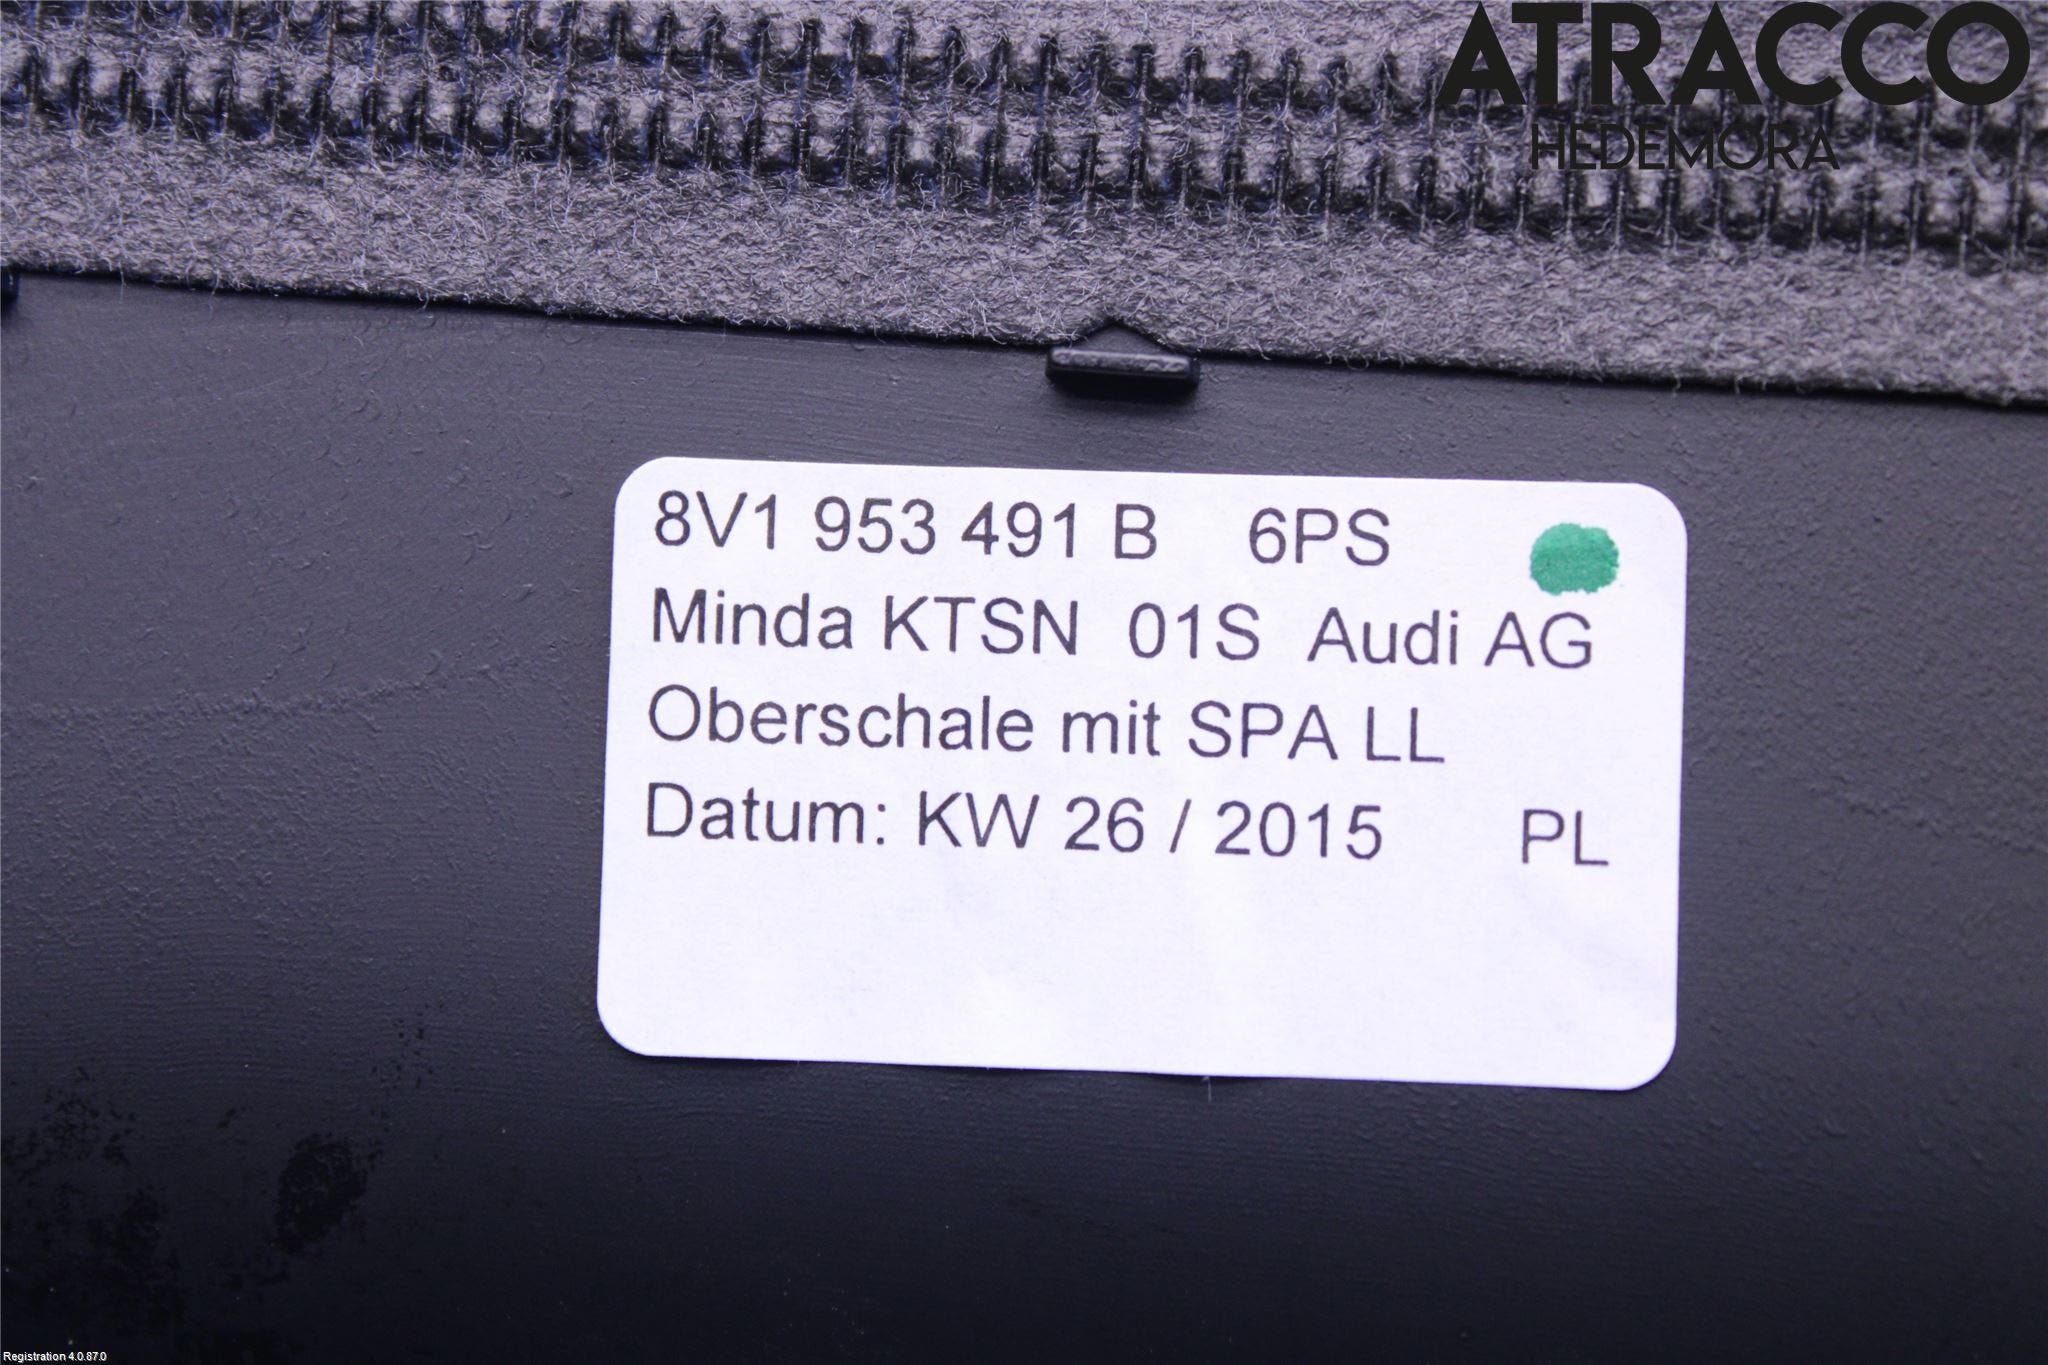 ATRACCO
HEDEMORA
8V1 953 491 B 6PS
Minda KTSN 01S Audi AG
Oberschale mit SPA LL
Datum: KW 26 / 2015 PL
Registration 4.0.87.0